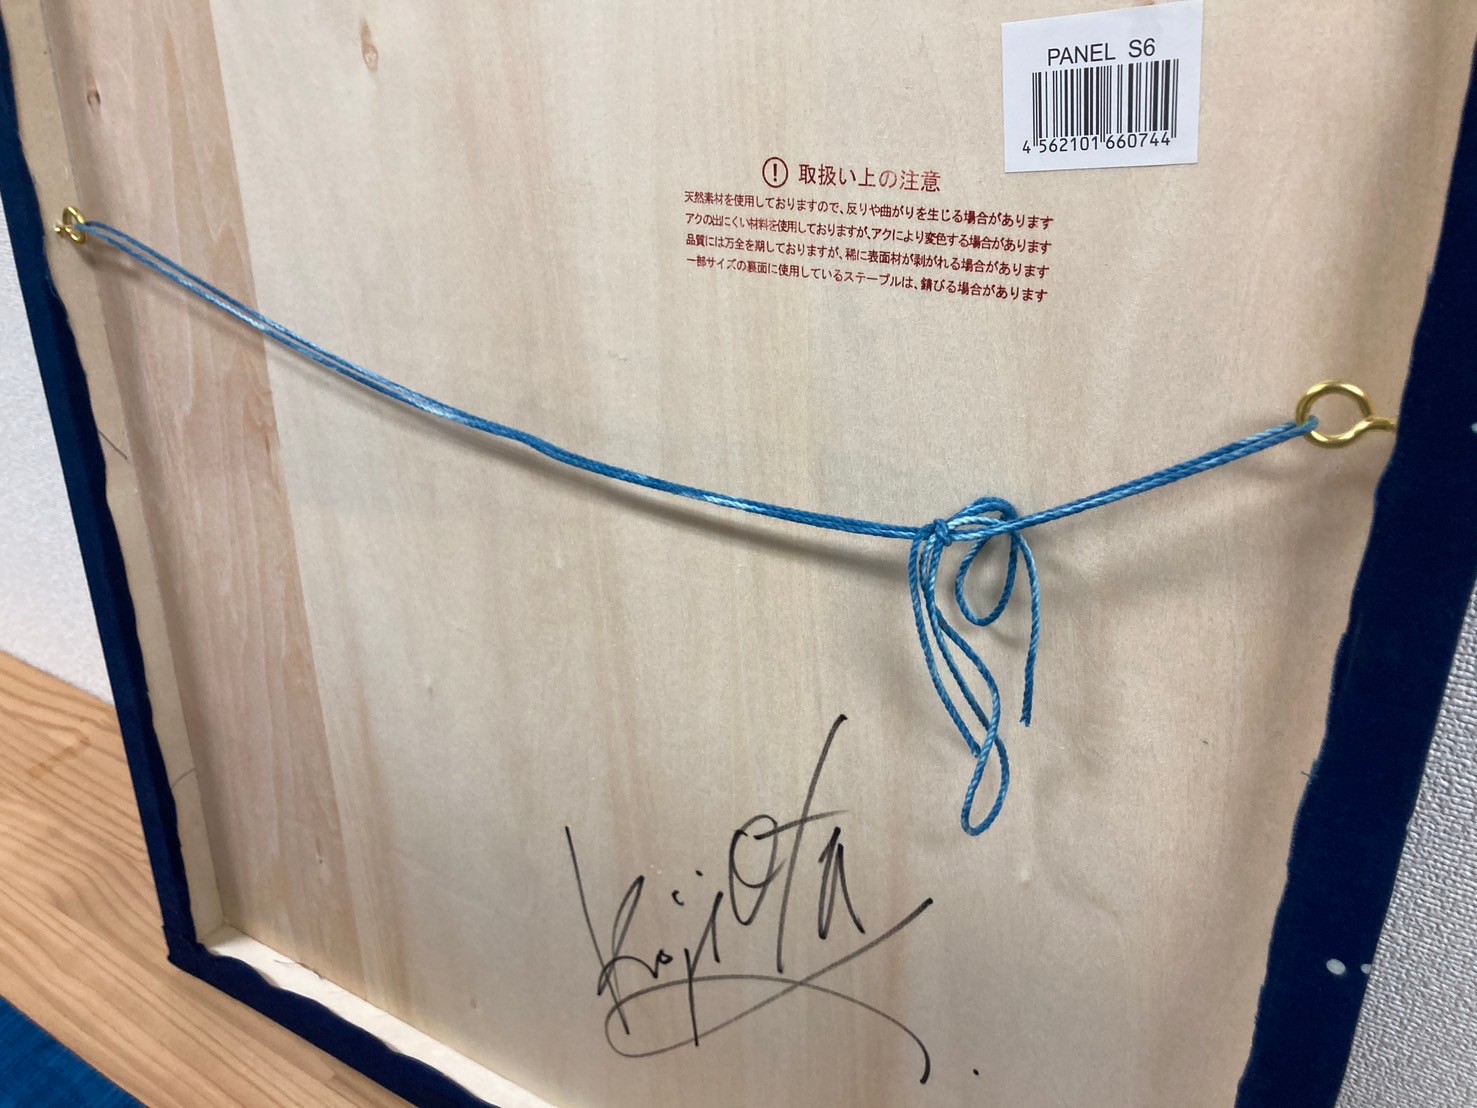 PANEL S6
4 562101 660744
! 取扱い上の注意
天然素材を使用しておりますので、反りや曲がりを生じる場合があります
アクの出にくい材料を使用しておりますが、アクにより変色する場合があります
品質には万全を期しておりますが、稀に表面材が剥がれる場合があります
一部サイズの裏面に使用しているステープルは、錆びる場合があります
Koji Ota